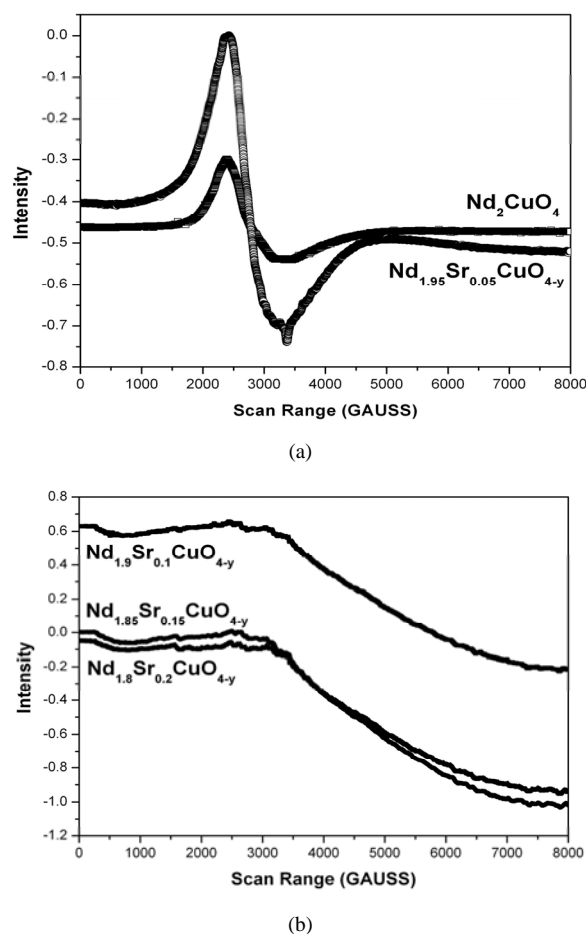 0.0
-0.1
-0.2
-0.3
-0.4
-0.5
-0.6
-0.7
-0.8
Intensity
Nd₂CuO₄
Nd₁.₉₅Sr₀.₀₅CuO₄₋y
0 1000 2000 3000 4000 5000 6000 7000 8000
Scan Range (GAUSS)
(a)
0.8
0.6
0.4
0.2
0.0
-0.2
-0.4
-0.6
-0.8
-1.0
-1.2
Intensity
Nd₁.₉Sr₀.₁CuO₄₋y
Nd₁.₈₅Sr₀.₁₅CuO₄₋y
Nd₁.₈Sr₀.₂CuO₄₋y
0 1000 2000 3000 4000 5000 6000 7000 8000
Scan Range (GAUSS)
(b)